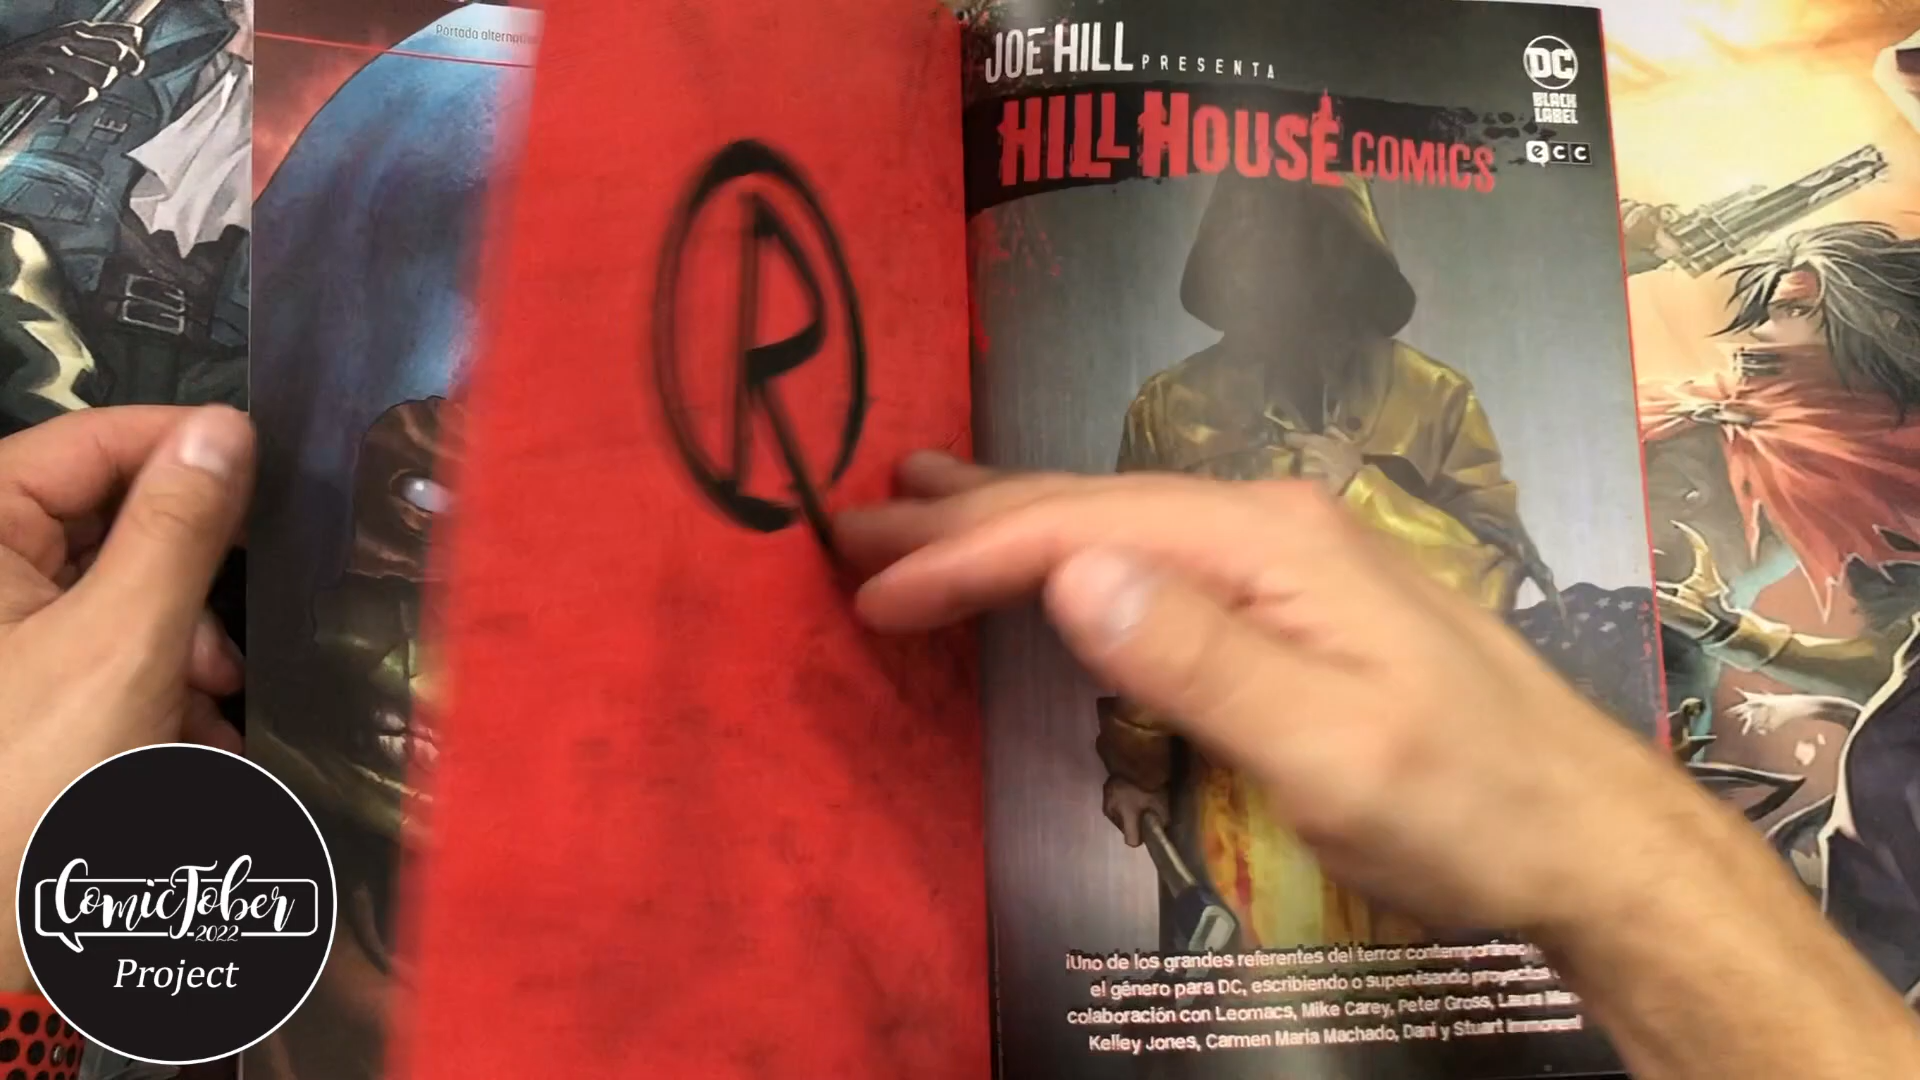 Portada alternativa
R
JOE HILL PRESENTA
HILL HOUSE COMICS
DC
BLACK
LABEL
ecc
¡Uno de los grandes referentes del terror contemporáneo
el género para DC, escribiendo o supervisando proyectos
colaboración con Leomacs, Mike Carey, Peter Gross, Laura
Kelley Jones, Carmen Maria Machado, Dani y Stuart Immonen!
ComicTober
2022
Project